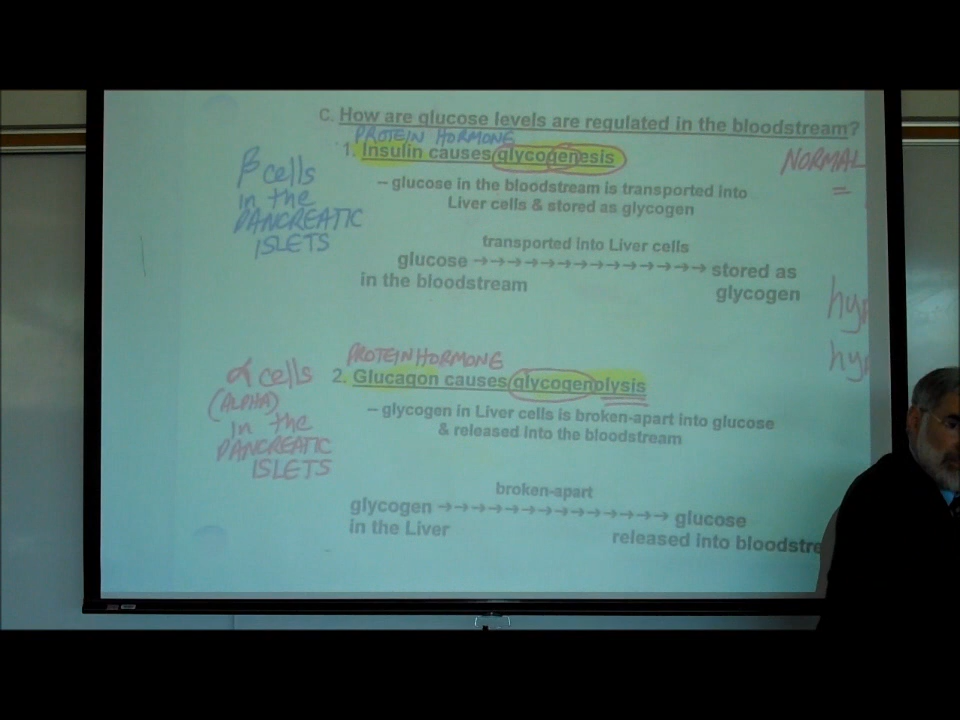 C. How are glucose levels are regulated in the bloodstream?
PROTEIN HORMONE
1. Insulin causes glycogenesis
NORMAL
=
β cells
in the
PANCREATIC
ISLETS
– glucose in the bloodstream is transported into
Liver cells & stored as glycogen
transported into Liver cells
glucose →→→→→→→→→→→→→→ stored as
in the bloodstream glycogen
hy
hy
PROTEIN HORMONE
2. Glucagon causes glycogenolysis
α cells
(ALPHA)
in the
PANCREATIC
ISLETS
– glycogen in Liver cells is broken-apart into glucose
& released into the bloodstream
broken-apart
glycogen →→→→→→→→→→→→→→ glucose
in the Liver released into bloodstre